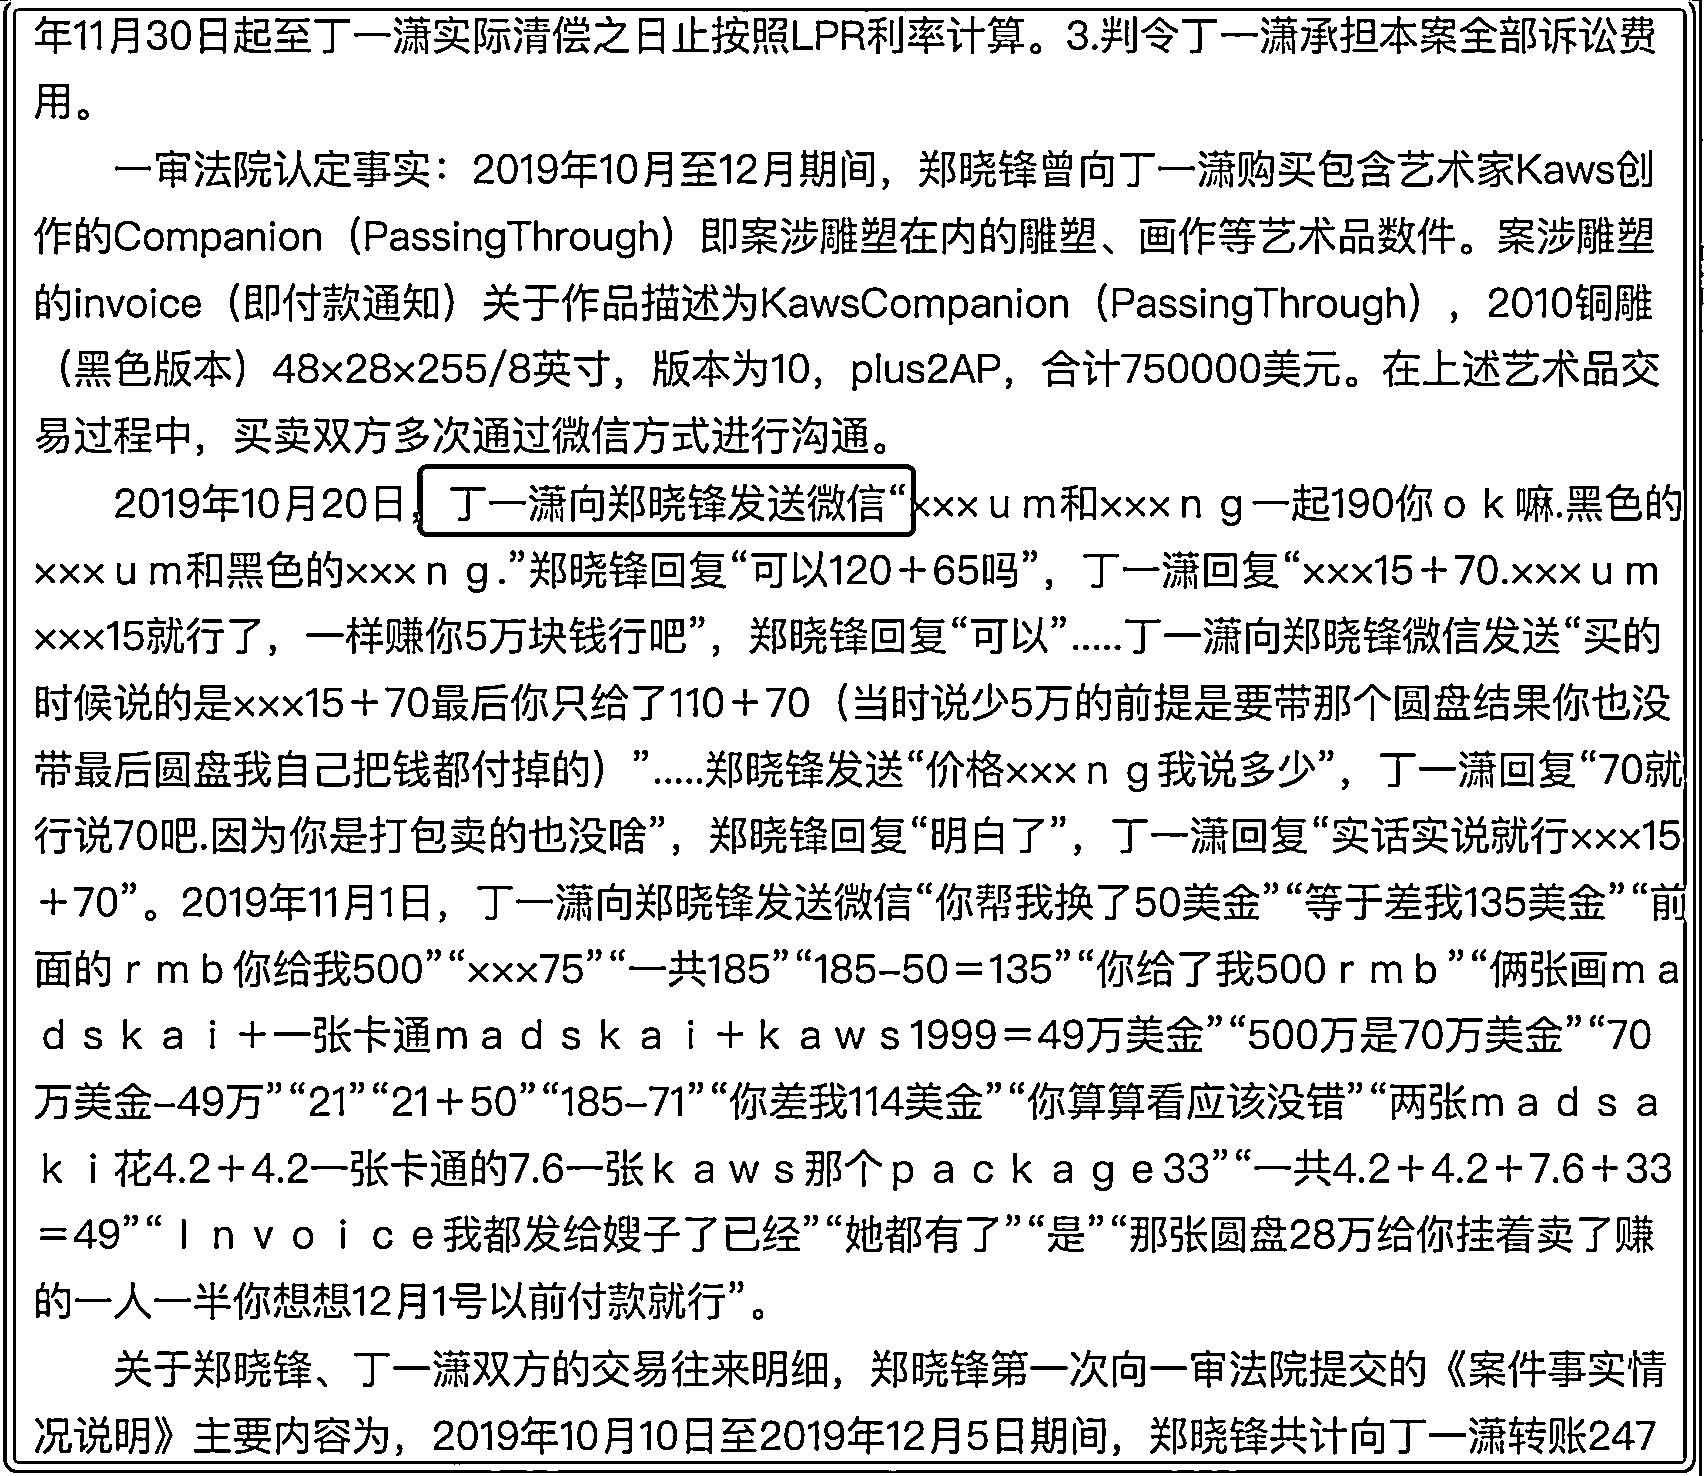 年11月30日起至丁一潇实际清偿之日止按照LPR利率计算。3.判令丁一潇承担本案全部诉讼费
用。
一审法院认定事实：2019年10月至12月期间，郑晓锋曾向丁一潇购买包含艺术家Kaws创
作的Companion（PassingThrough）即案涉雕塑在内的雕塑、画作等艺术品数件。案涉雕塑
的invoice（即付款通知）关于作品描述为KawsCompanion（PassingThrough），2010铜雕
（黑色版本）48×28×255/8英寸，版本为10，plus2AP，合计750000美元。在上述艺术品交
易过程中，买卖双方多次通过微信方式进行沟通。
2019年10月20日，丁一潇向郑晓锋发送微信“×××ｕｍ和×××ｎｇ一起190你ｏｋ嘛.黑色的
×××ｕｍ和黑色的×××ｎｇ.”郑晓锋回复“可以120＋65吗”，丁一潇回复“×××15＋70.×××ｕｍ
×××15就行了，一样赚你5万块钱行吧”，郑晓锋回复“可以”.....丁一潇向郑晓锋微信发送“买的
时候说的是×××15＋70最后你只给了110＋70（当时说少5万的前提是要带那个圆盘结果你也没
带最后圆盘我自己把钱都付掉的）”.....郑晓锋发送“价格×××ｎｇ我说多少”，丁一潇回复“70就
行说70吧.因为你是打包卖的也没啥”，郑晓锋回复“明白了”，丁一潇回复“实话实说就行×××15
＋70”。2019年11月1日，丁一潇向郑晓锋发送微信“你帮我换了50美金”“等于差我135美金”“前
面的ｒｍｂ你给我500”“×××75”“一共185”“185–50＝135”“你给了我500ｒｍｂ”“俩张画ｍａ
ｄｓｋａｉ＋一张卡通ｍａｄｓｋａｉ＋ｋａｗｓ1999＝49万美金”“500万是70万美金”“70
万美金–49万”“21”“21＋50”“185–71”“你差我114美金”“你算算看应该没错”“两张ｍａｄｓａ
ｋｉ花4.2＋4.2一张卡通的7.6一张ｋａｗｓ那个ｐａｃｋａｇｅ33”“一共4.2＋4.2＋7.6＋33
＝49”“Ｉｎｖｏｉｃｅ我都发给嫂子了已经”“她都有了”“是”“那张圆盘28万给你挂着卖了赚
的一人一半你想想12月1号以前付款就行”。
关于郑晓锋、丁一潇双方的交易往来明细，郑晓锋第一次向一审法院提交的《案件事实情
况说明》主要内容为，2019年10月10日至2019年12月5日期间，郑晓锋共计向丁一潇转账247